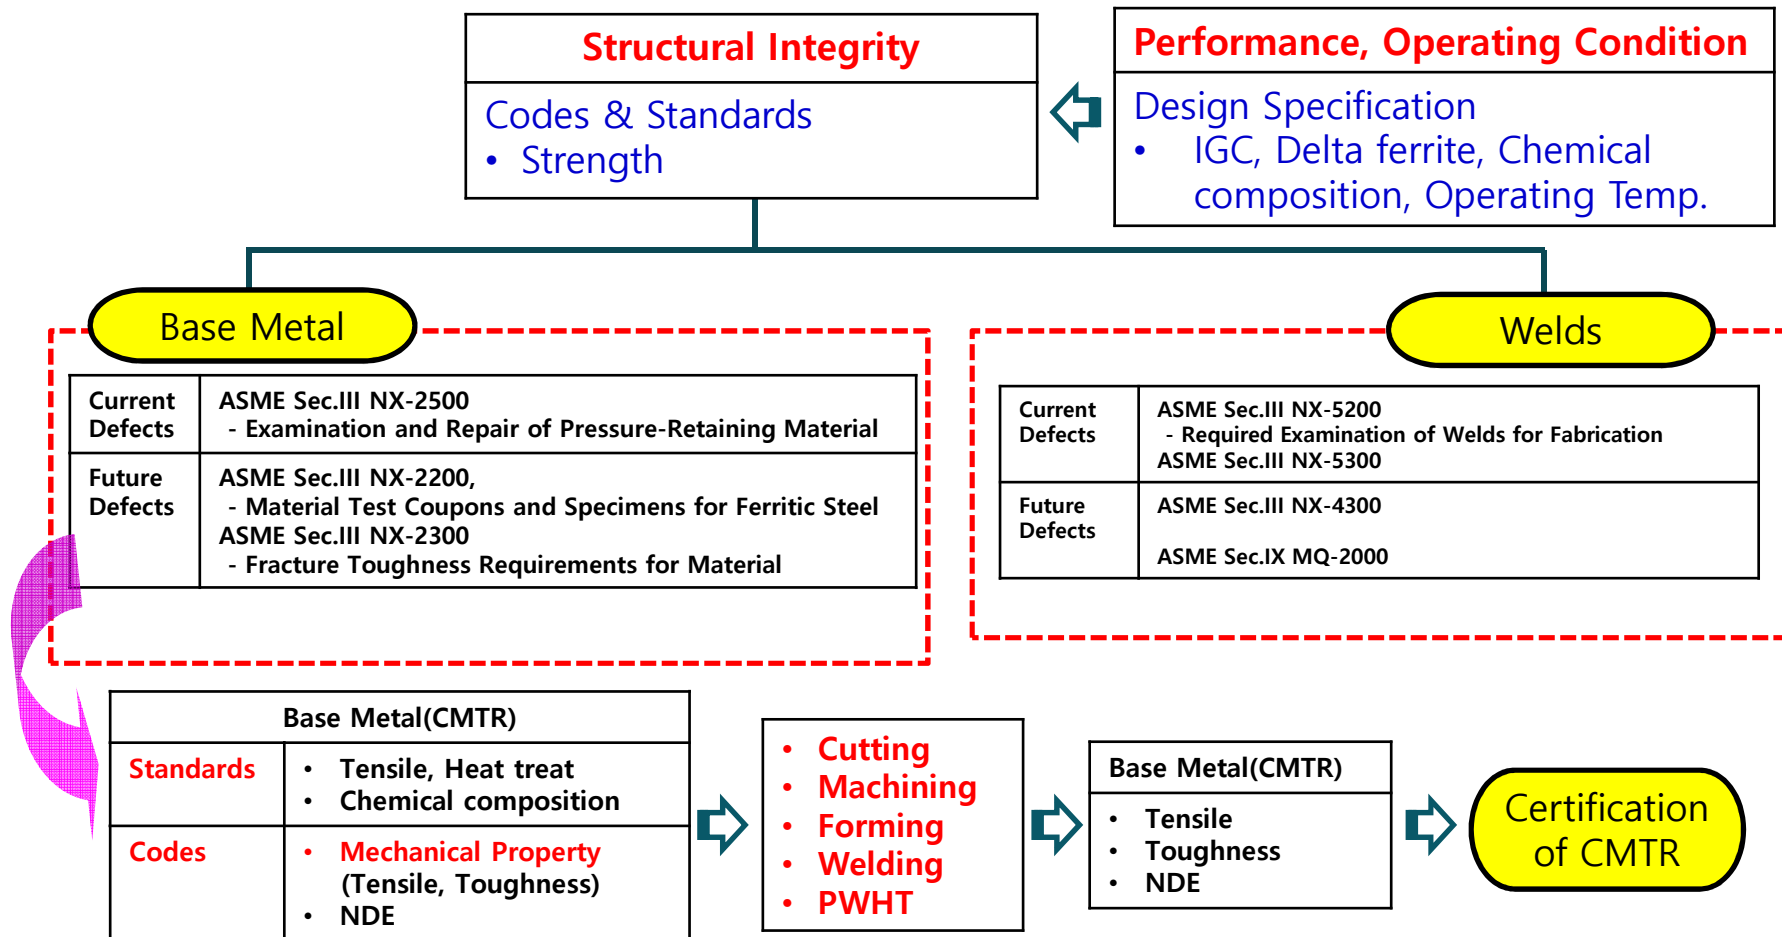 Structural Integrity
Codes & Standards
• Strength
Performance, Operating Condition
Design Specification
• IGC, Delta ferrite, Chemical
composition, Operating Temp.
Base Metal
Current
Defects
ASME Sec.III NX-2500
- Examination and Repair of Pressure-Retaining Material
Future
Defects
ASME Sec.III NX-2200,
- Material Test Coupons and Specimens for Ferritic Steel
ASME Sec.III NX-2300
- Fracture Toughness Requirements for Material
Welds
Current
Defects
ASME Sec.III NX-5200
- Required Examination of Welds for Fabrication
ASME Sec.III NX-5300
Future
Defects
ASME Sec.III NX-4300
ASME Sec.IX MQ-2000
Base Metal(CMTR)
Standards
• Tensile, Heat treat
• Chemical composition
Codes
• Mechanical Property
(Tensile, Toughness)
• NDE
• Cutting
• Machining
• Forming
• Welding
• PWHT
Base Metal(CMTR)
• Tensile
• Toughness
• NDE
Certification
of CMTR